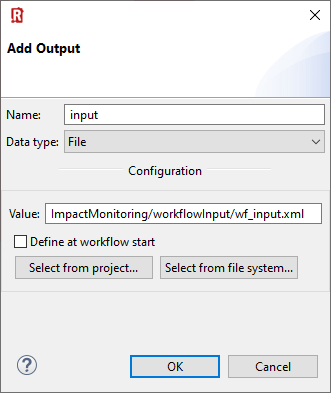 R
Add Output
Name: input
Data type: File
Configuration
Value: ImpactMonitoring/workflowInput/wf_input.xml
Define at workflow start
Select from project... Select from file system...
? OK Cancel